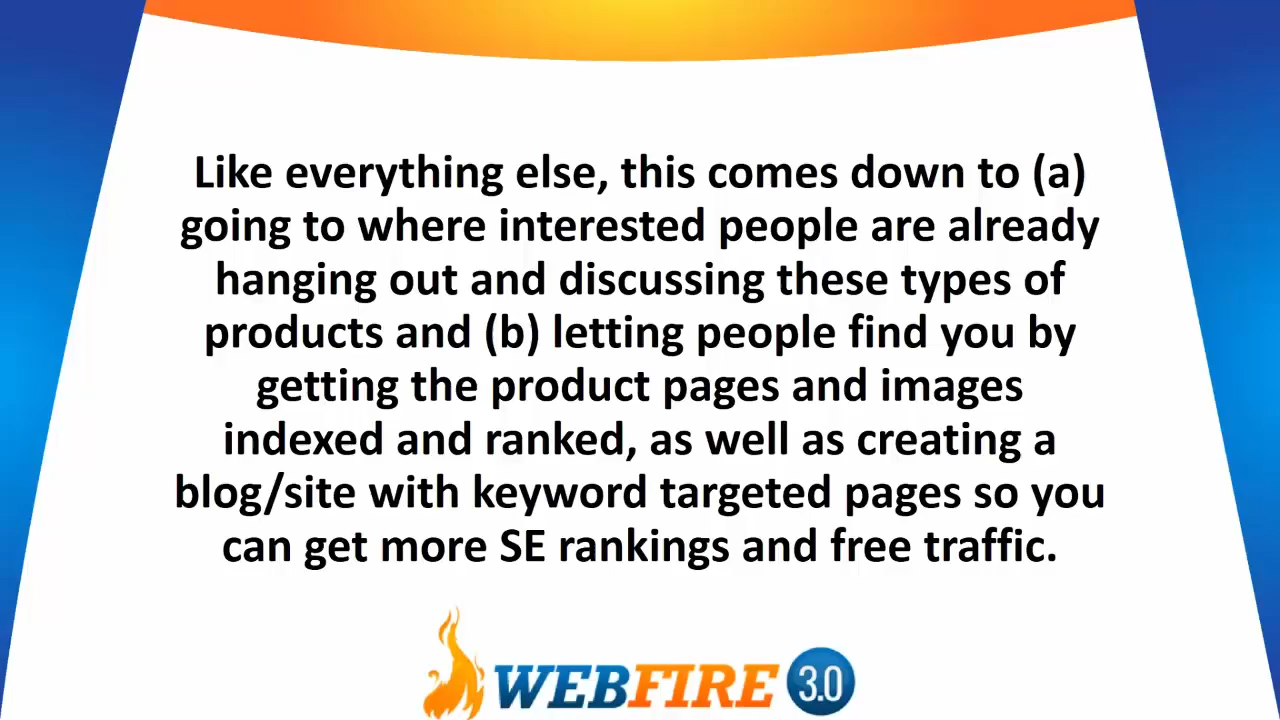 Like everything else, this comes down to (a)
going to where interested people are already
hanging out and discussing these types of
products and (b) letting people find you by
getting the product pages and images
indexed and ranked, as well as creating a
blog/site with keyword targeted pages so you
can get more SE rankings and free traffic.
WEBFIRE 3.0